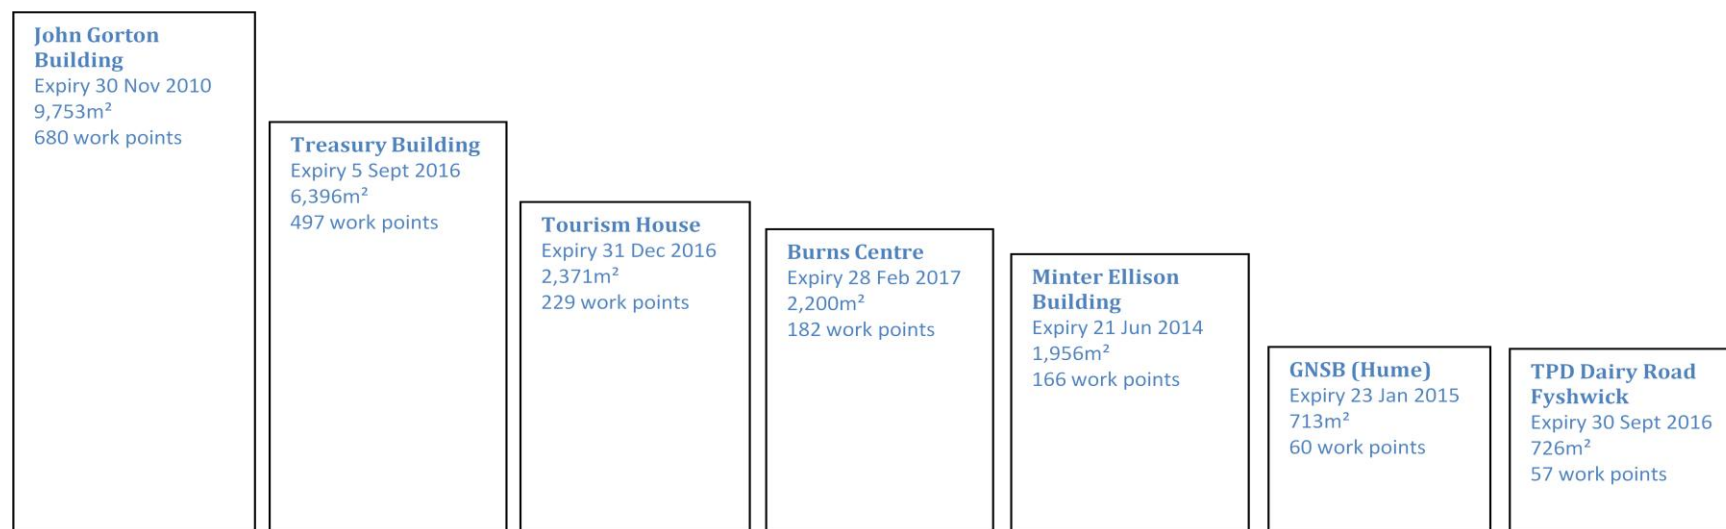 John Gorton
Building
Expiry 30 Nov 2010
9,753m²
680 work points
Treasury Building
Expiry 5 Sept 2016
6,396m²
497 work points
Tourism House
Expiry 31 Dec 2016
2,371m²
229 work points
Burns Centre
Expiry 28 Feb 2017
2,200m²
182 work points
Minter Ellison
Building
Expiry 21 Jun 2014
1,956m²
166 work points
GNSB (Hume)
Expiry 23 Jan 2015
713m²
60 work points
TPD Dairy Road
Fyshwick
Expiry 30 Sept 2016
726m²
57 work points